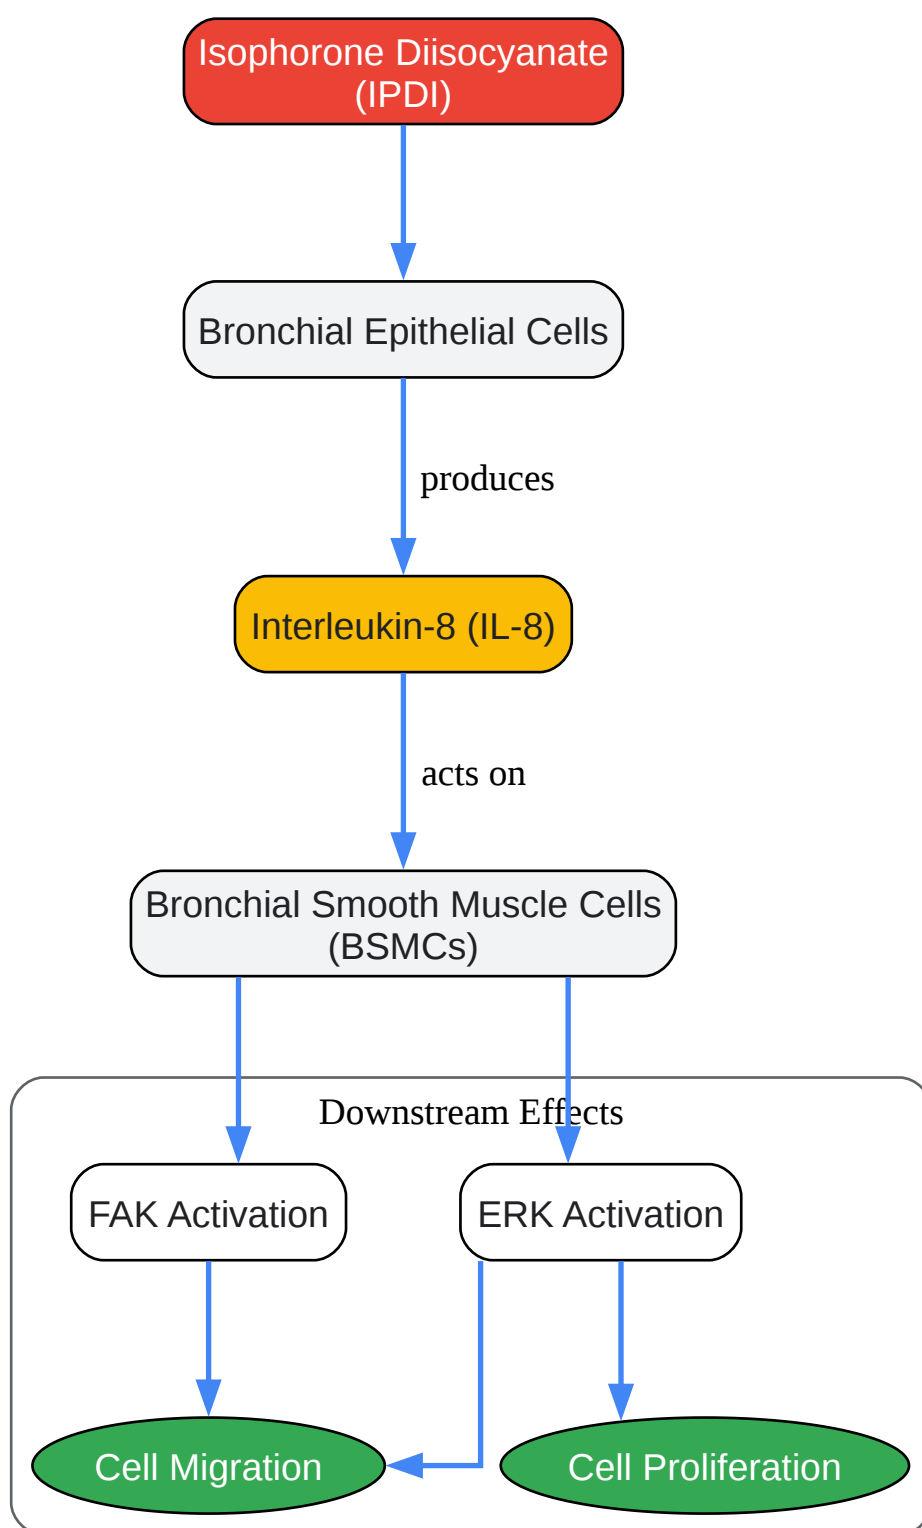 Isophorone Diisocyanate
(IPDI)
Bronchial Epithelial Cells
produces
Interleukin-8 (IL-8)
acts on
Bronchial Smooth Muscle Cells
(BSMCs)
Downstream Effects
FAK Activation
ERK Activation
Cell Migration
Cell Proliferation